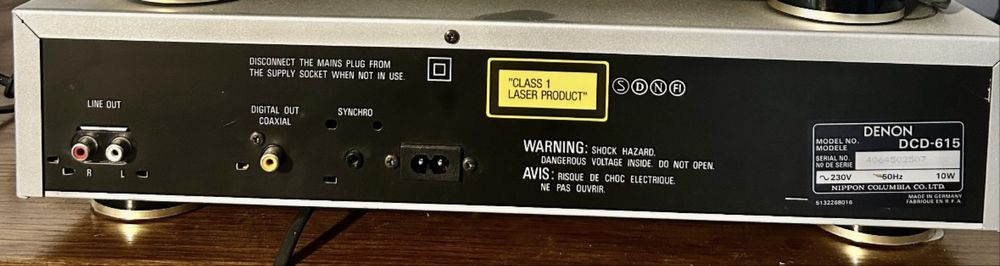 DISCONNECT THE MAINS PLUG FROM
THE SUPPLY SOCKET WHEN NOT IN USE.
"CLASS 1
LASER PRODUCT"
S D N FI
LINE OUT
R L
DIGITAL OUT
COAXIAL
SYNCHRO
WARNING: SHOCK HAZARD.
DANGEROUS VOLTAGE INSIDE. DO NOT OPEN.
AVIS: RISQUE DE CHOC ELECTRIQUE.
NE PAS OUVRIR.
DENON
MODEL NO. DCD-615
MODELE
SERIAL NO. 4064502507
No DE SERIE
~230V 50Hz 10W
NIPPON COLUMBIA CO. LTD.
MADE IN GERMANY
FABRIQUE EN R.F.A.
5132268016